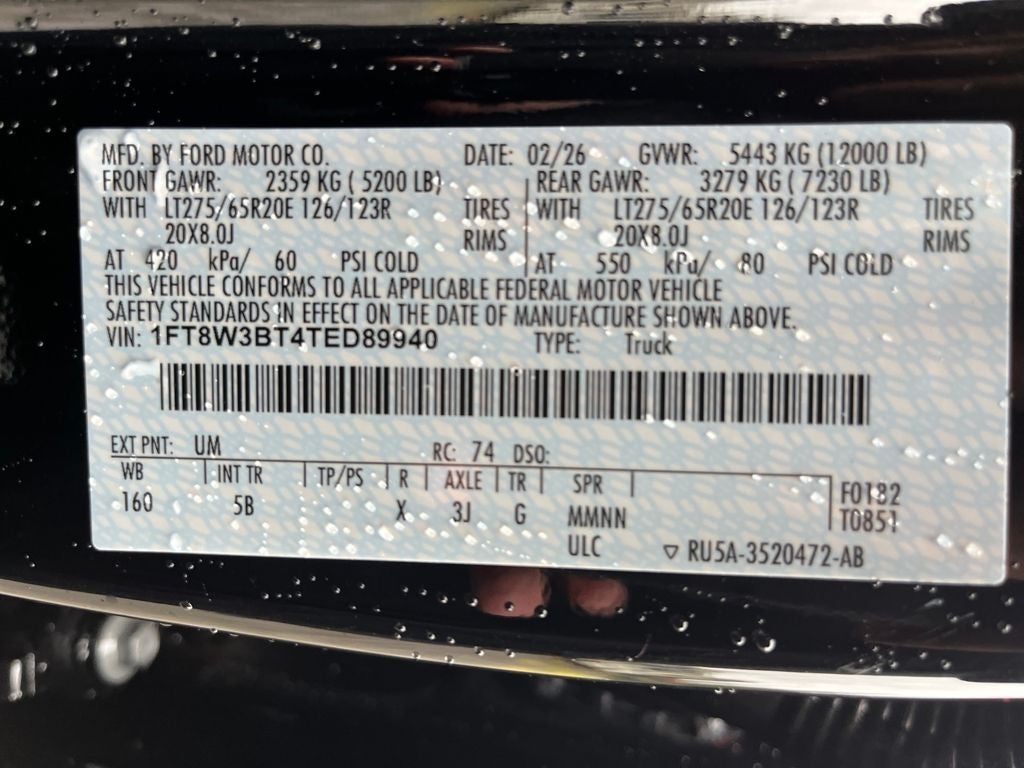 MFD. BY FORD MOTOR CO. DATE: 02/26 GVWR: 5443 KG (12000 LB)
FRONT GAWR: 2359 KG ( 5200 LB) REAR GAWR: 3279 KG ( 7230 LB)
WITH LT275/65R20E 126/123R TIRES WITH LT275/65R20E 126/123R TIRES
20X8.0J RIMS 20X8.0J RIMS
AT 420 kPa/ 60 PSI COLD AT 550 kPa/ 80 PSI COLD
THIS VEHICLE CONFORMS TO ALL APPLICABLE FEDERAL MOTOR VEHICLE
SAFETY STANDARDS IN EFFECT ON THE DATE OF MANUFACTURE SHOWN ABOVE.
VIN: 1FT8W3BT4TED89940 TYPE: Truck
EXT PNT: UM RC: 74 DSO:
WB INT TR TP/PS R AXLE TR SPR F0182
160 5B X 3J G MMNN T0851
ULC ▽ RU5A-3520472-AB